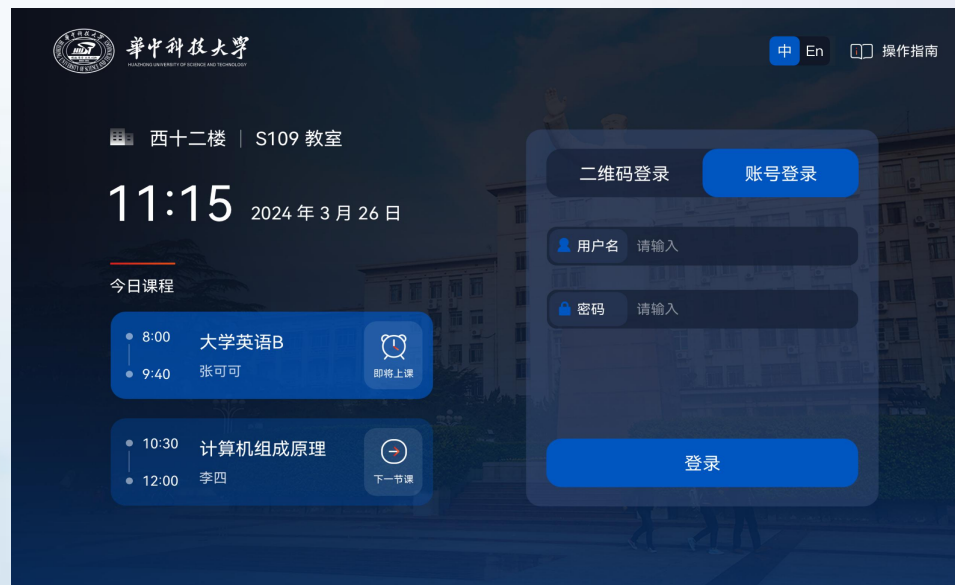 華中科技大学
HUAZHONG UNIVERSITY OF SCIENCE AND TECHNOLOGY
中 En 操作指南
西十二楼 | S109 教室
11:15 2024 年 3 月 26 日
今日课程
8:00
9:40
大学英语B
张可可
即将上课
10:30
12:00
计算机组成原理
李四
下一节课
二维码登录 账号登录
用户名 请输入
密码 请输入
登录